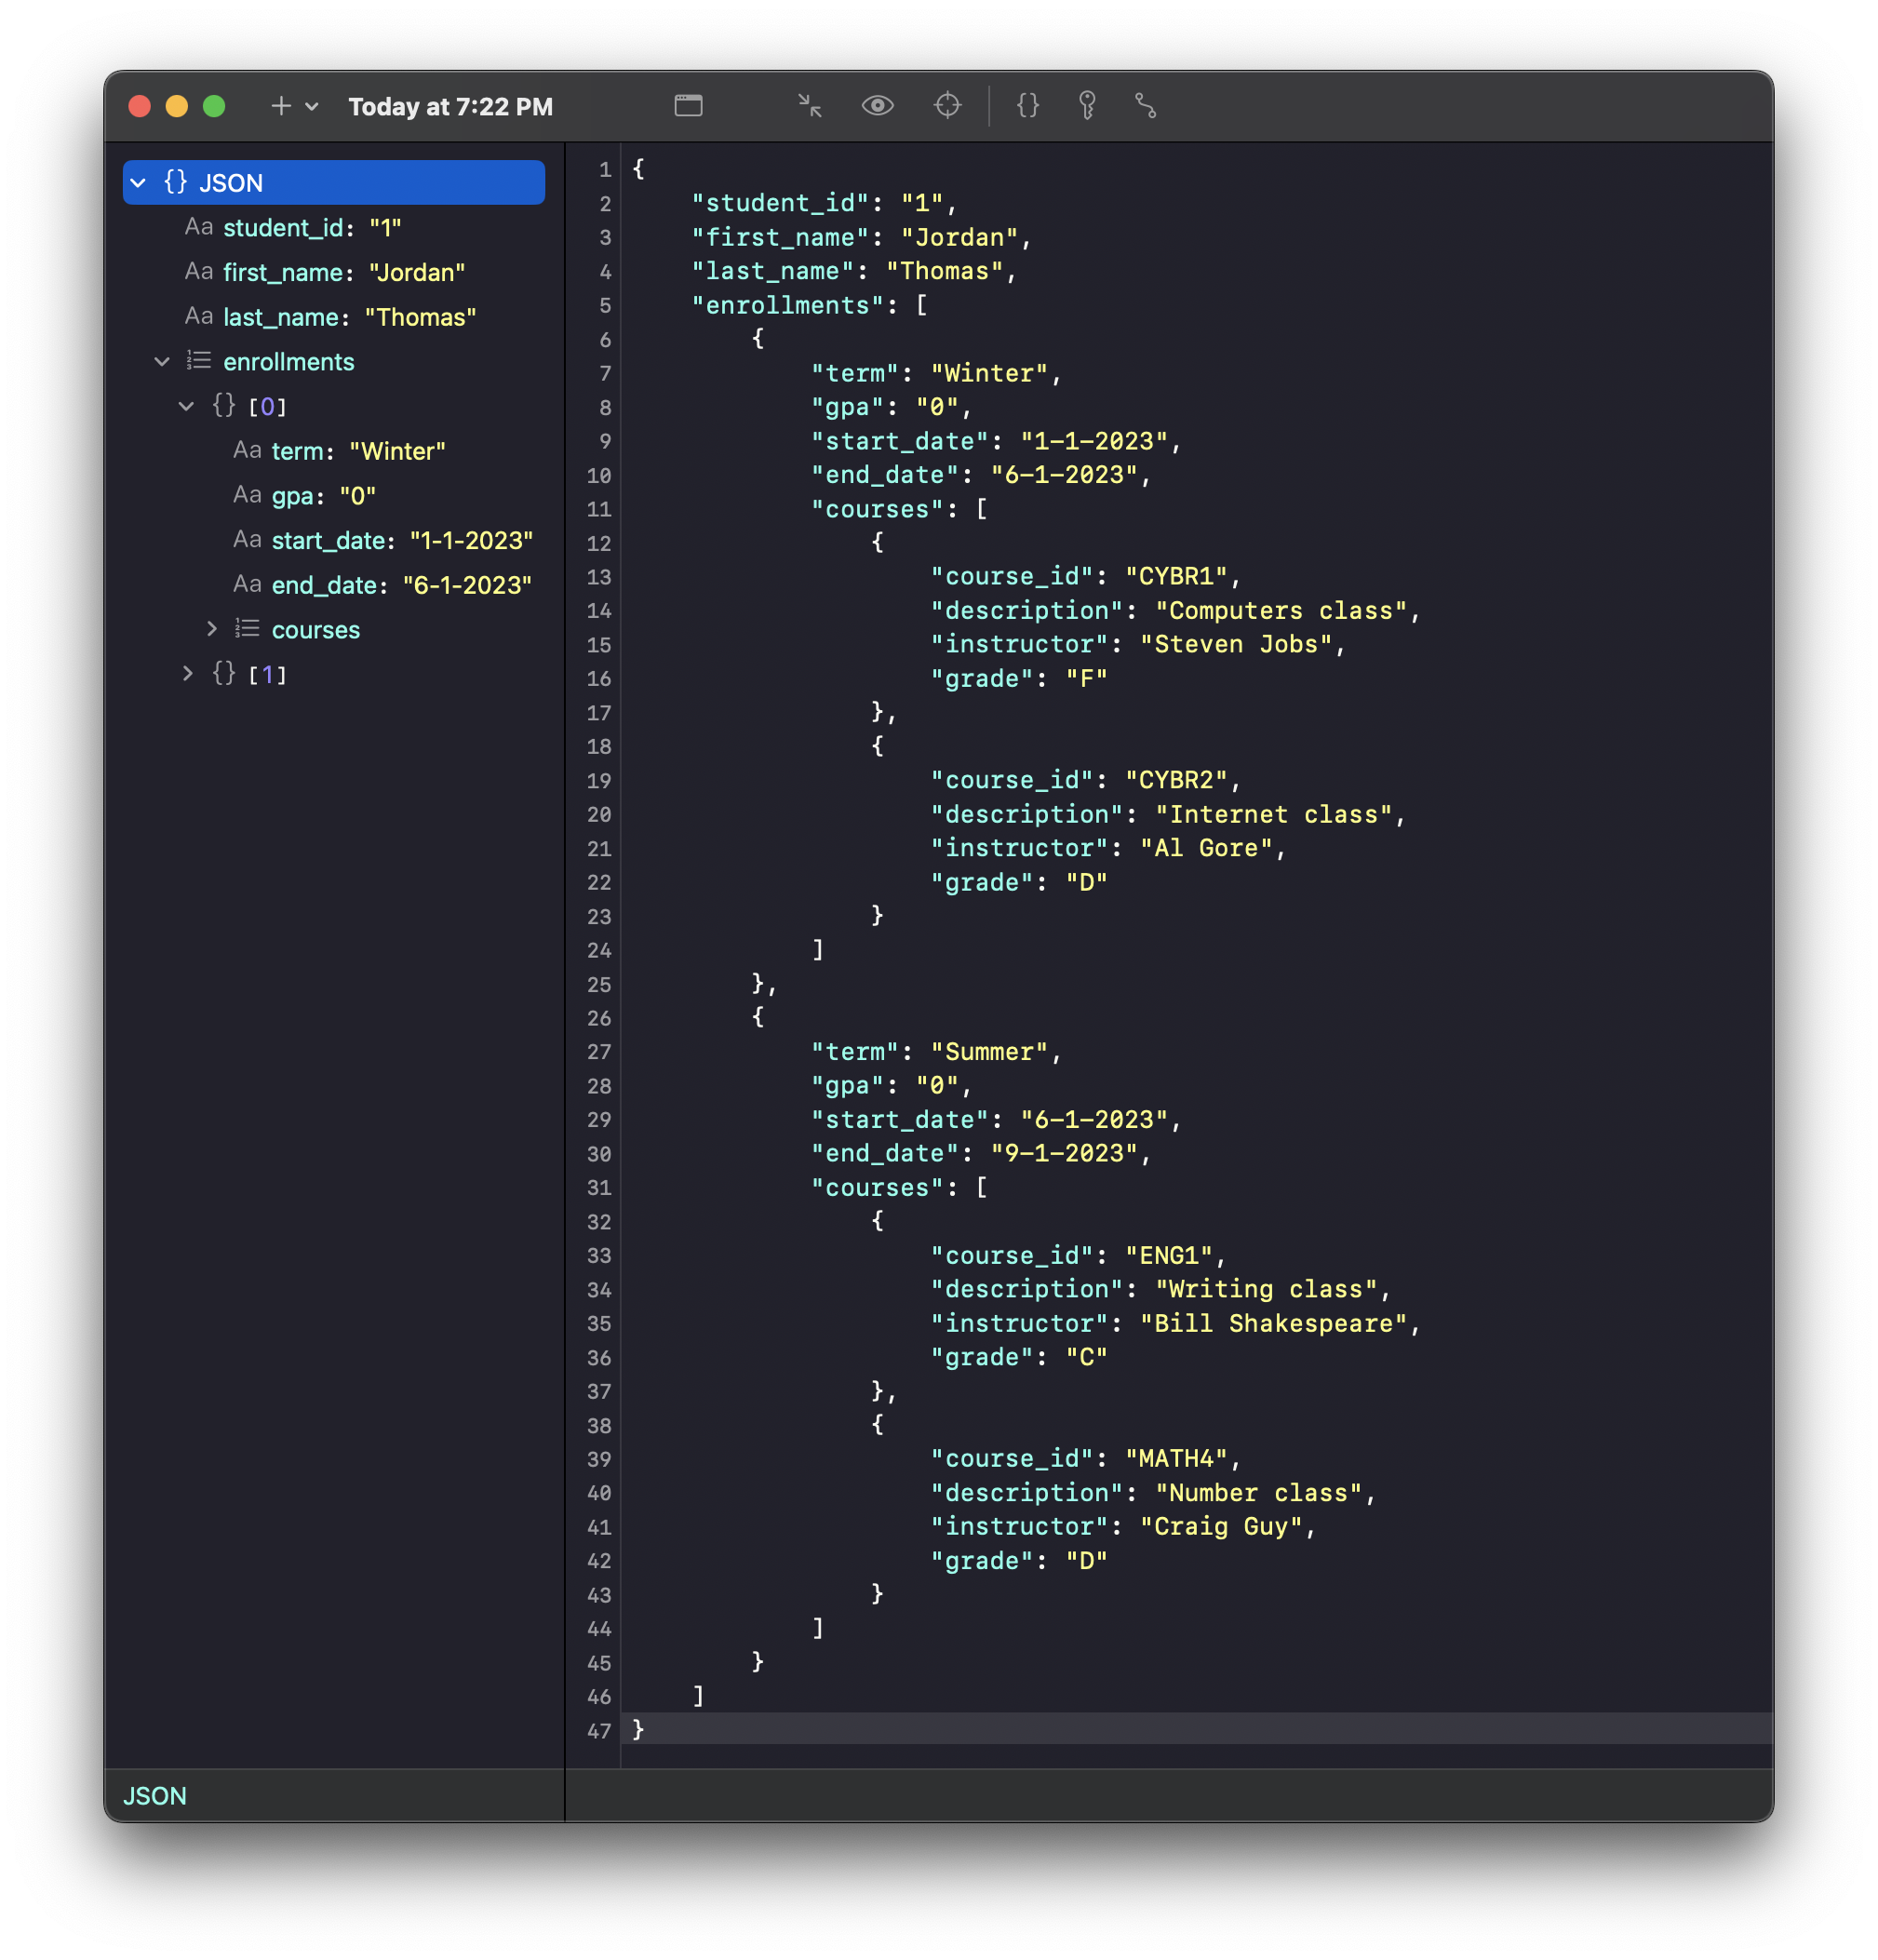 Today at 7:22 PM
{} JSON
Aa student_id: "1"
Aa first_name: "Jordan"
Aa last_name: "Thomas"
enrollments
{} [0]
Aa term: "Winter"
Aa gpa: "0"
Aa start_date: "1-1-2023"
Aa end_date: "6-1-2023"
courses
{} [1]
1 {
2     "student_id": "1",
3     "first_name": "Jordan",
4     "last_name": "Thomas",
5     "enrollments": [
6         {
7             "term": "Winter",
8             "gpa": "0",
9             "start_date": "1-1-2023",
10             "end_date": "6-1-2023",
11             "courses": [
12                 {
13                     "course_id": "CYBR1",
14                     "description": "Computers class",
15                     "instructor": "Steven Jobs",
16                     "grade": "F"
17                 },
18                 {
19                     "course_id": "CYBR2",
20                     "description": "Internet class",
21                     "instructor": "Al Gore",
22                     "grade": "D"
23                 }
24             ]
25         },
26         {
27             "term": "Summer",
28             "gpa": "0",
29             "start_date": "6-1-2023",
30             "end_date": "9-1-2023",
31             "courses": [
32                 {
33                     "course_id": "ENG1",
34                     "description": "Writing class",
35                     "instructor": "Bill Shakespeare",
36                     "grade": "C"
37                 },
38                 {
39                     "course_id": "MATH4",
40                     "description": "Number class",
41                     "instructor": "Craig Guy",
42                     "grade": "D"
43                 }
44             ]
45         }
46     ]
47 }
JSON